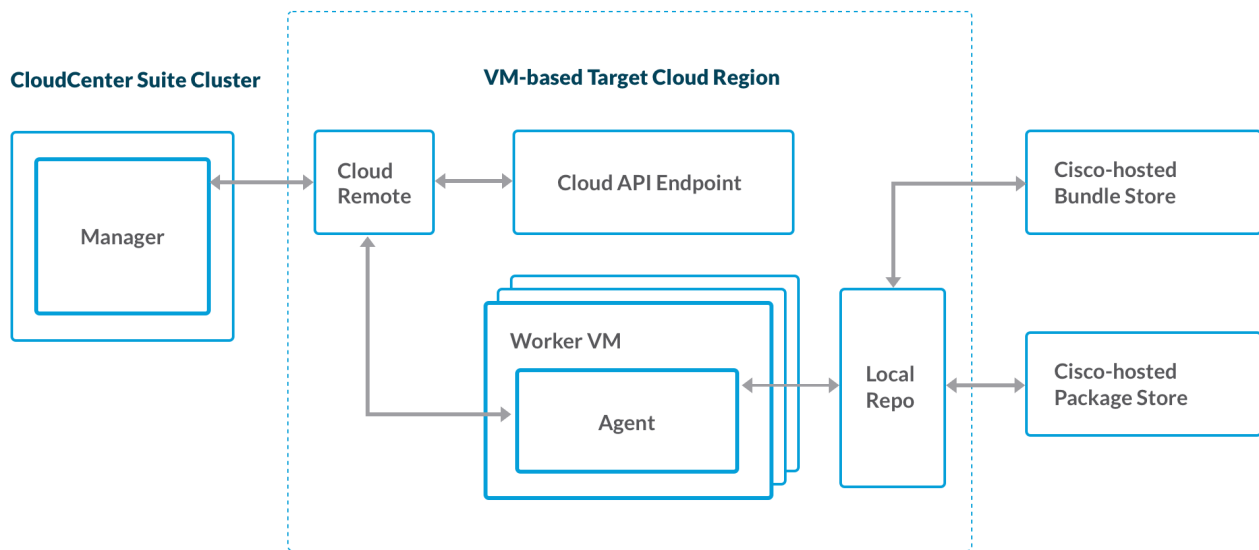 CloudCenter Suite Cluster
VM-based Target Cloud Region
Manager
Cloud
Remote
Cloud API Endpoint
Worker VM
Agent
Local
Repo
Cisco-hosted
Bundle Store
Cisco-hosted
Package Store